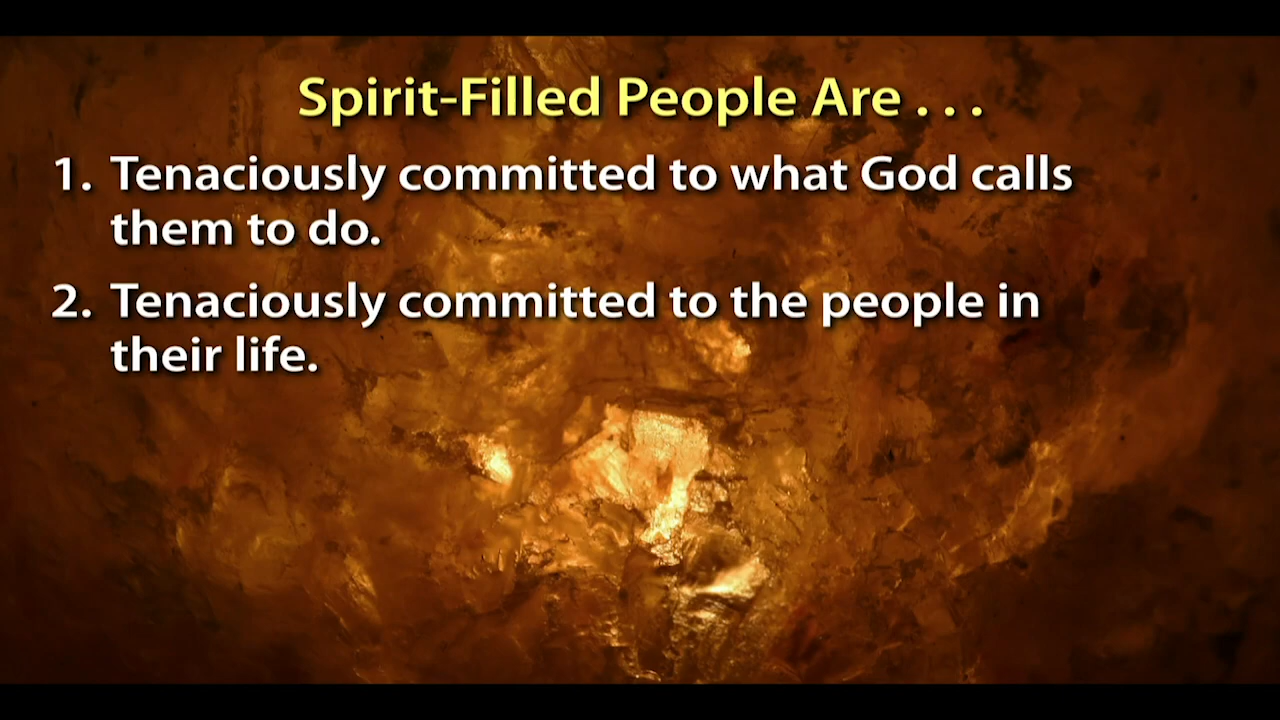 Spirit-Filled People Are . . .
1. Tenaciously committed to what God calls
them to do.
2. Tenaciously committed to the people in
their life.